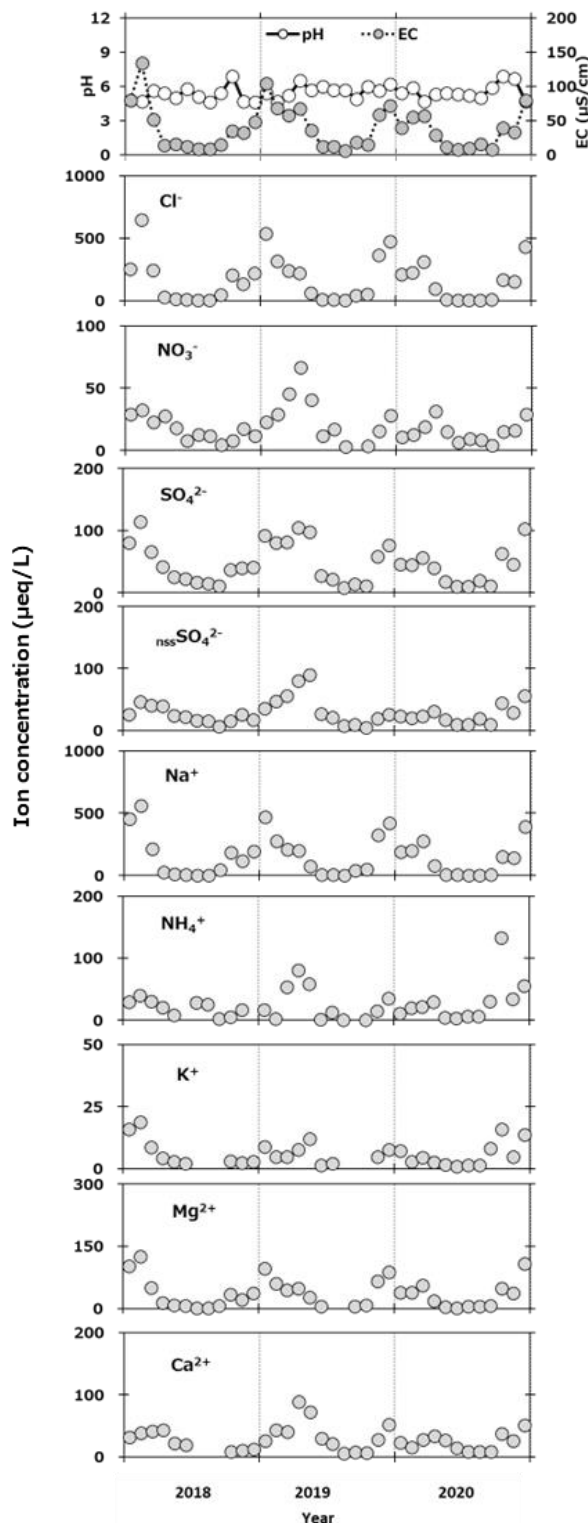 12
9
6
3
0
pH
pH
EC
200
150
100
50
0
EC (μS/cm)
Ion concentration (μeq/L)
Cl-
1000
500
0
NO3-
100
50
0
SO42-
200
100
0
nssSO42-
200
100
0
Na+
1000
500
0
NH4+
200
100
0
K+
50
25
0
Mg2+
300
150
0
Ca2+
200
100
0
2018 2019 2020
Year